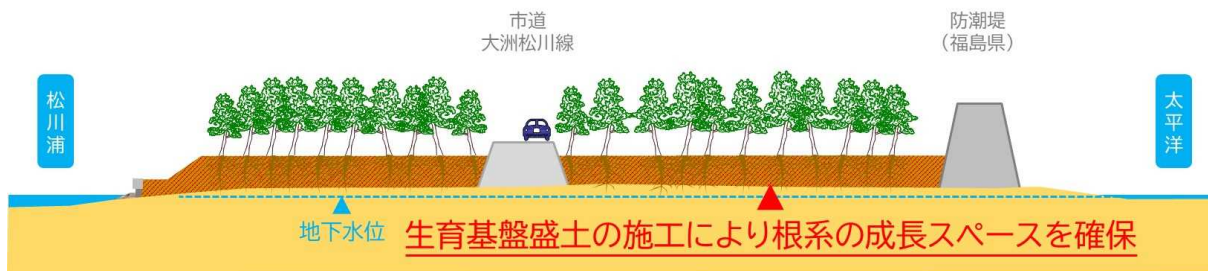 市道
大洲松川線
防潮堤
（福島県）
松川浦
太平洋
地下水位
生育基盤盛土の施工により根系の成長スペースを確保